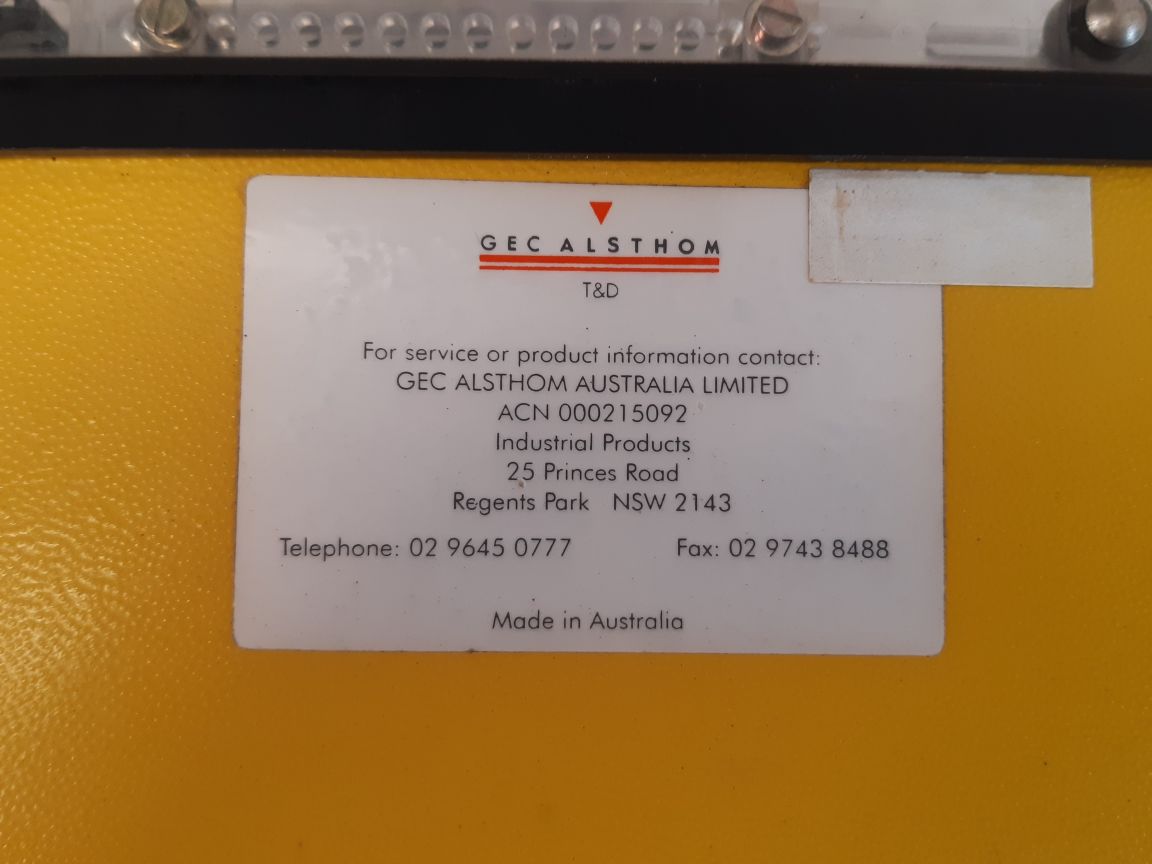 GEC ALSTHOM
T&D
For service or product information contact:
GEC ALSTHOM AUSTRALIA LIMITED
ACN 000215092
Industrial Products
25 Princes Road
Regents Park NSW 2143
Telephone: 02 9645 0777 Fax: 02 9743 8488
Made in Australia